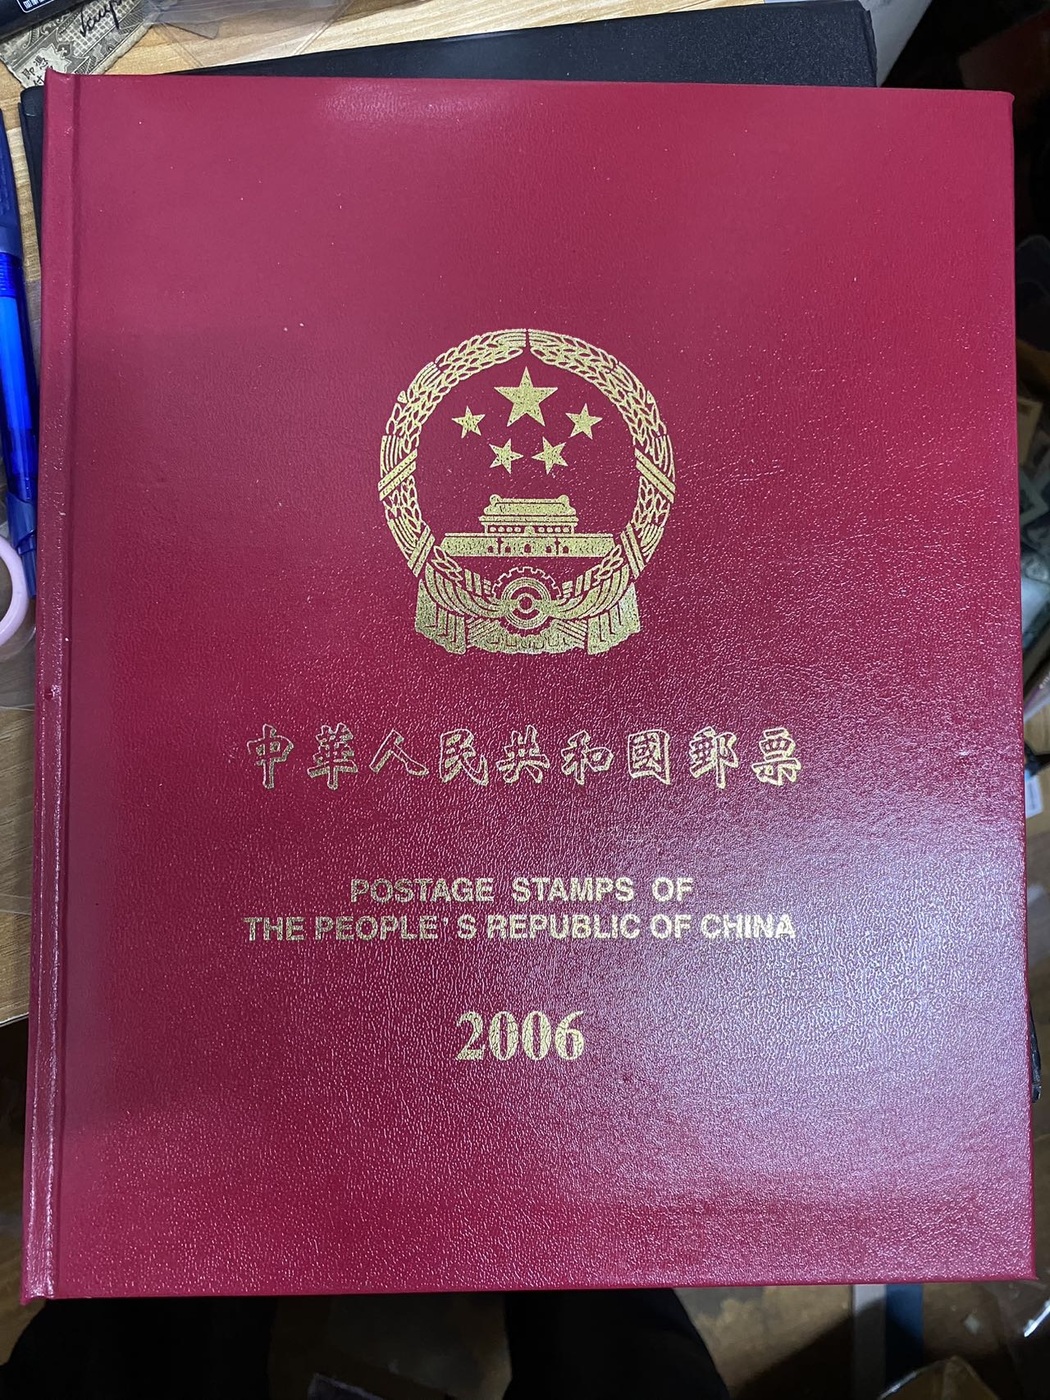 中華人民共和國郵票
POSTAGE STAMPS OF
THE PEOPLE'S REPUBLIC OF CHINA
2006